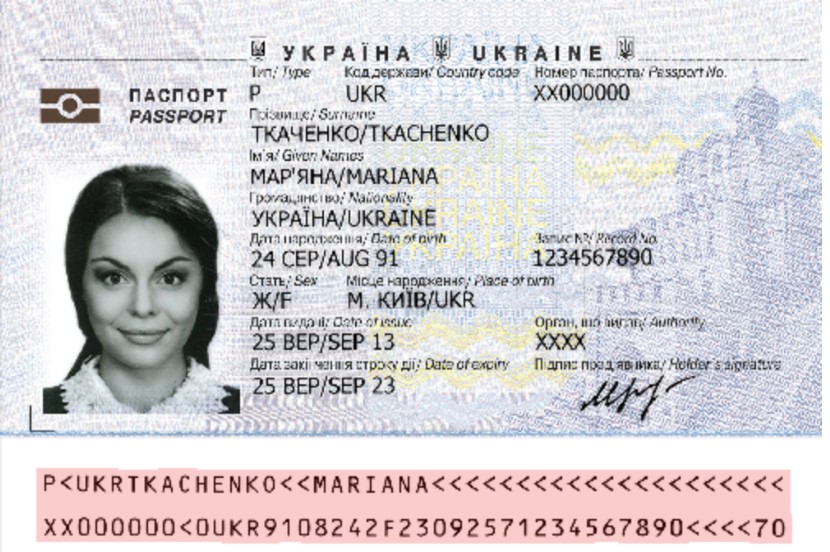 УКРАЇНА UKRAINE
Тип/ Type Код держави/ Country code Номер паспорта/ Passport No.
P UKR XX000000
ПАСПОРТ
PASSPORT
Прізвище/ Surname
ТКАЧЕНКО/TKACHENKO
Ім'я/ Given Names
МАР'ЯНА/MARIANA
Громадянство/ Nationality
УКРАЇНА/UKRAINE
Дата народження/ Date of birth Запис №/ Record No.
24 СЕР/AUG 91 1234567890
Стать/ Sex Місце народження/ Place of birth
Ж/F М. КИЇВ/UKR
Дата видачі/ Date of issue Орган, що видав/ Authority
25 ВЕР/SEP 13 XXXX
Дата закінчення строку дії/ Date of expiry Підпис пред'явника/ Holder's signature
25 ВЕР/SEP 23
P<UKRTKACHENKO<<MARIANA<<<<<<<<<<<<<<<<<<<<<
XX000000<0UKR9108242F23092571234567890<<<<70